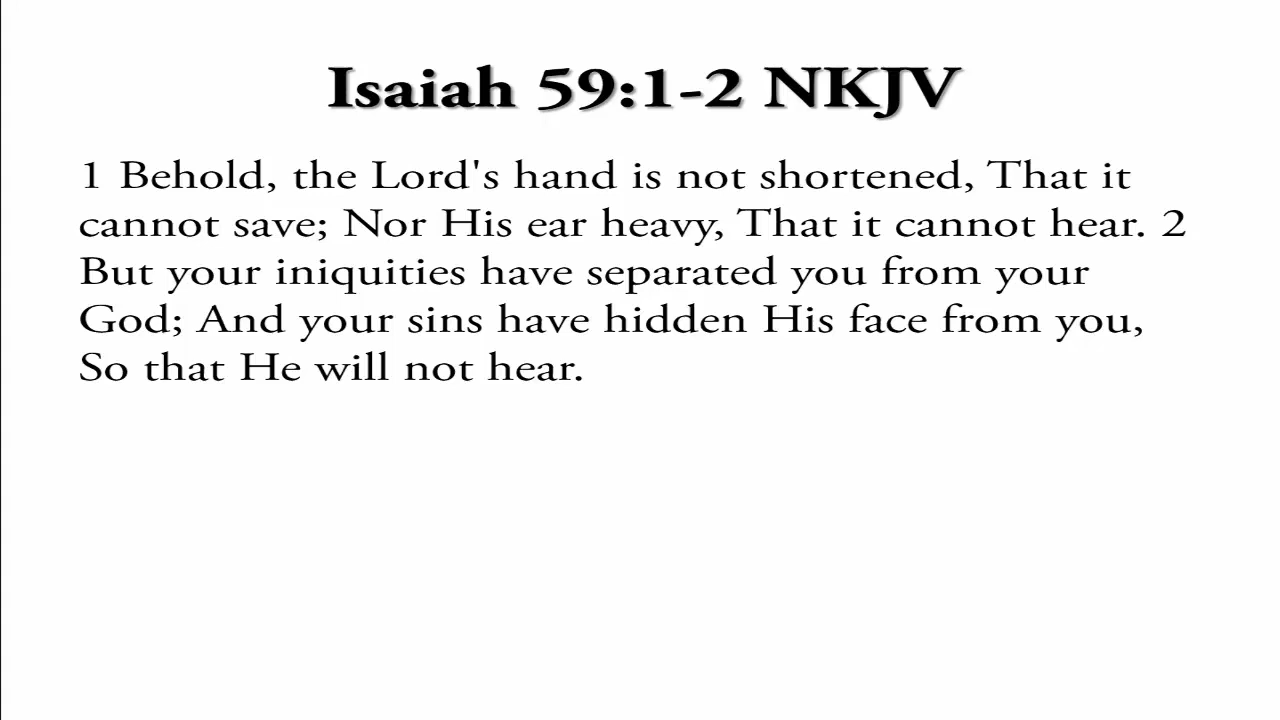 Isaiah 59:1-2 NKJV
1 Behold, the Lord's hand is not shortened, That it
cannot save; Nor His ear heavy, That it cannot hear. 2
But your iniquities have separated you from your
God; And your sins have hidden His face from you,
So that He will not hear.